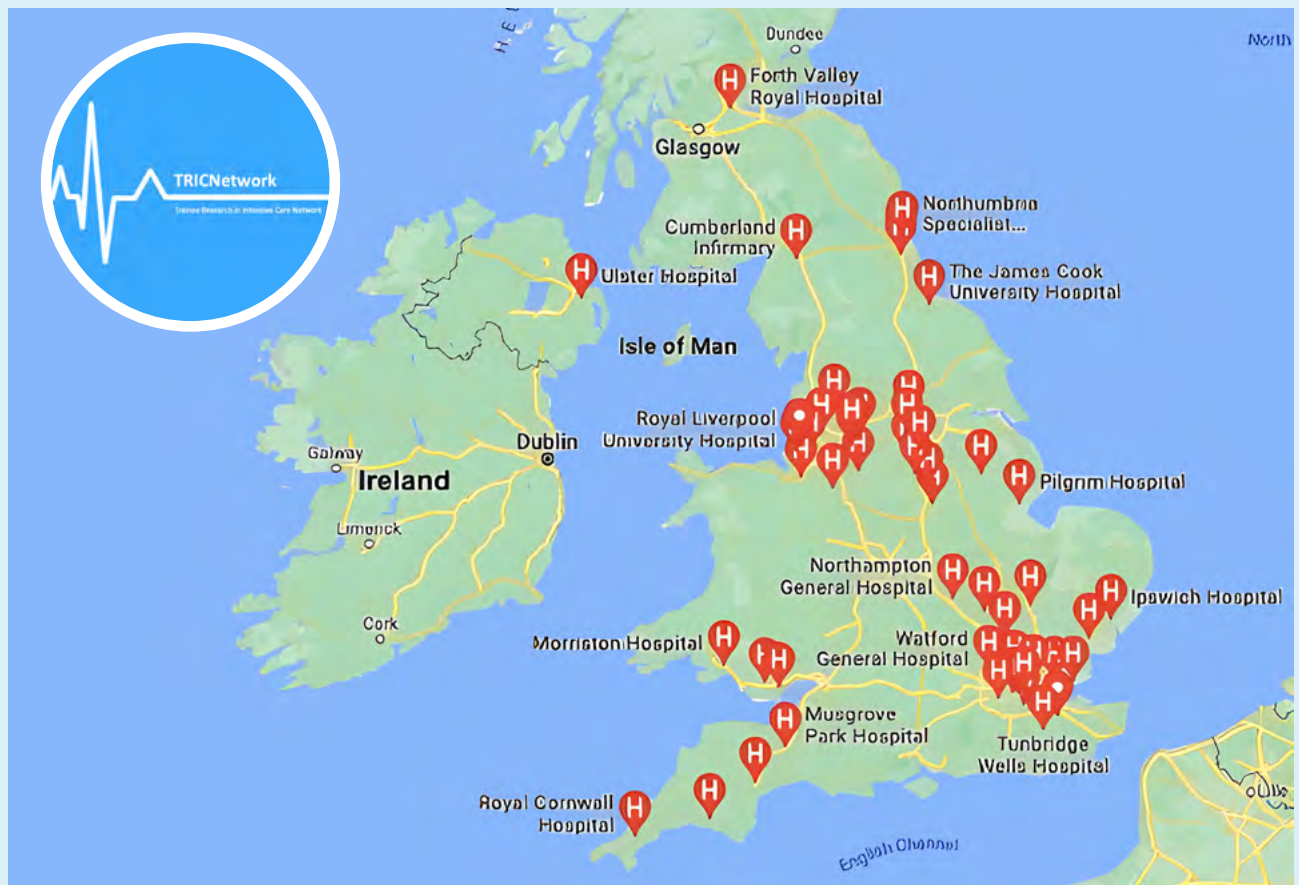 Dundee
North
Forth Valley
Royal Hospital
Glasgow
TRICNetwork
Trainee Research in Intensive Care Network
Northumbria
Specialist...
Cumberland
Infirmary
Ulster Hospital
The James Cook
University Hospital
Isle of Man
Royal Liverpool
University Hospital
Dublin
Galway
Ireland
Pilgrim Hospital
Limerick
Northampton
General Hospital
Ipswich Hospital
Cork
Morriston Hospital
Watford
General Hospital
Musgrove
Park Hospital
Tunbridge
Wells Hospital
Royal Cornwall
Hospital
English Channel